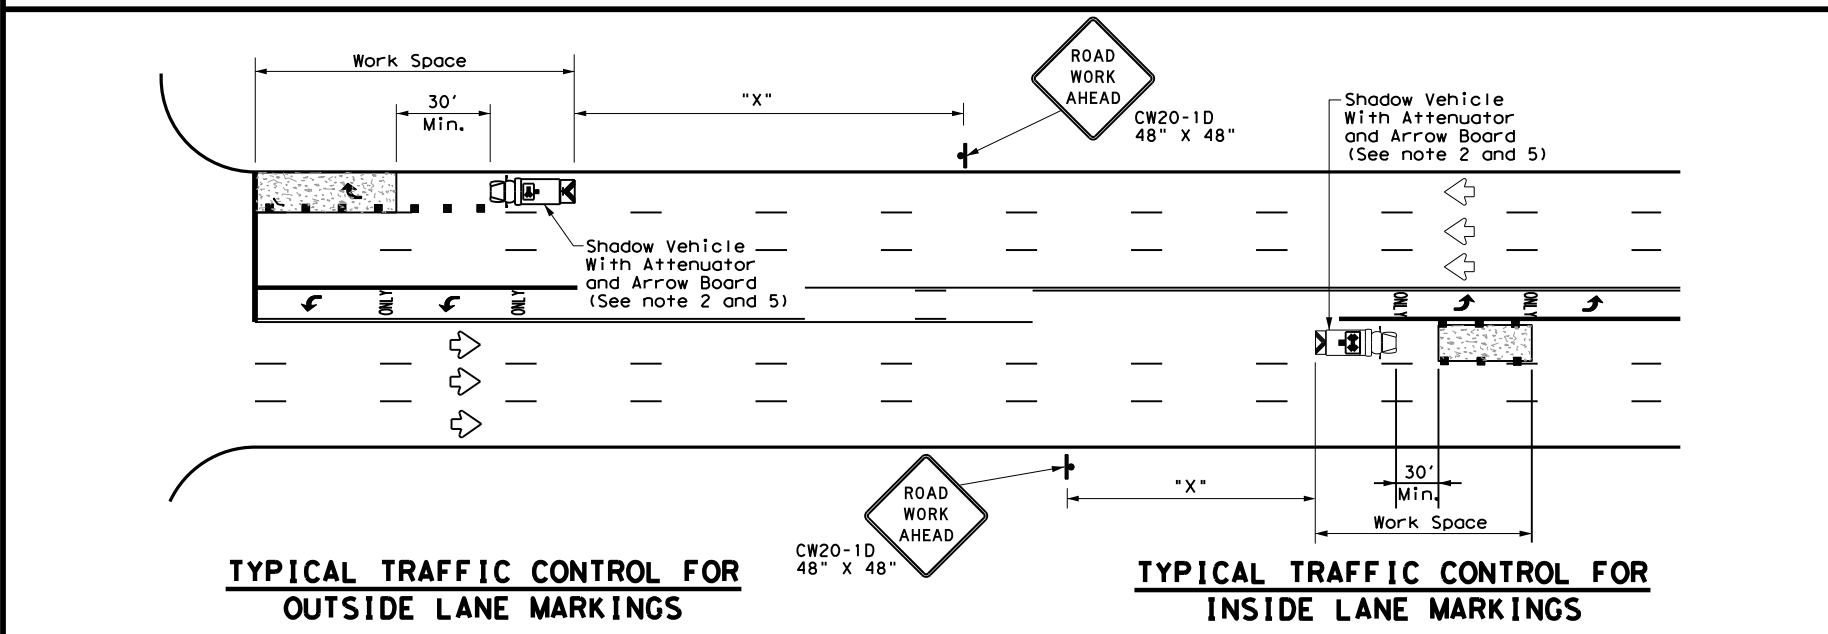 Work Space
30'
Min.
"X"
ROAD
WORK
AHEAD
CW20-1D
48" X 48"
Shadow Vehicle
With Attenuator
and Arrow Board
(See note 2 and 5)
Shadow Vehicle
With Attenuator
and Arrow Board
(See note 2 and 5)
ONLY
ONLY
ONLY
ONLY
ROAD
WORK
AHEAD
CW20-1D
48" X 48"
"X"
30'
Min.
Work Space
TYPICAL TRAFFIC CONTROL FOR
OUTSIDE LANE MARKINGS
TYPICAL TRAFFIC CONTROL FOR
INSIDE LANE MARKINGS